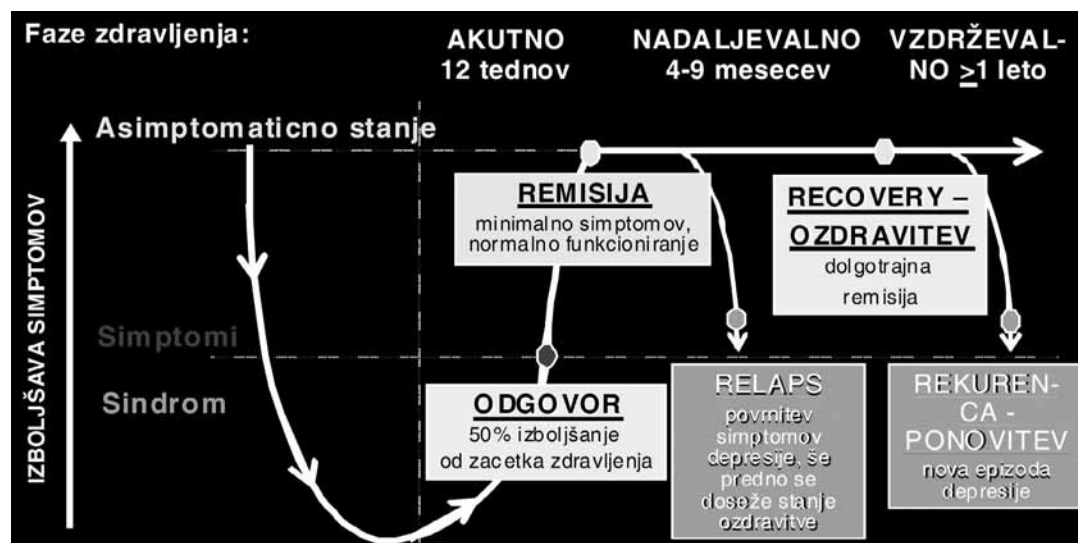 Faze zdravljenja:
AKUTNO
12 tednov
NADALJEVALNO
4-9 mesecev
VZDRŽEVAL-
NO ≥1 leto
IZBOLJŠAVA SIMPTOMOV
Asimptomaticno stanje
Simptomi
Sindrom
REMISIJA
minimalno simptomov,
normalno funkcioniranje
RECOVERY –
OZDRAVITEV
dolgotrajna
remisija
ODGOVOR
50% izboljšanje
od zacetka zdravljenja
RELAPS
povrnitev
simptomov
depresije, še
predno se
doseže stanje
ozdravitve
REKUREN-
CA -
PONOVITEV
nova epizoda
depresije